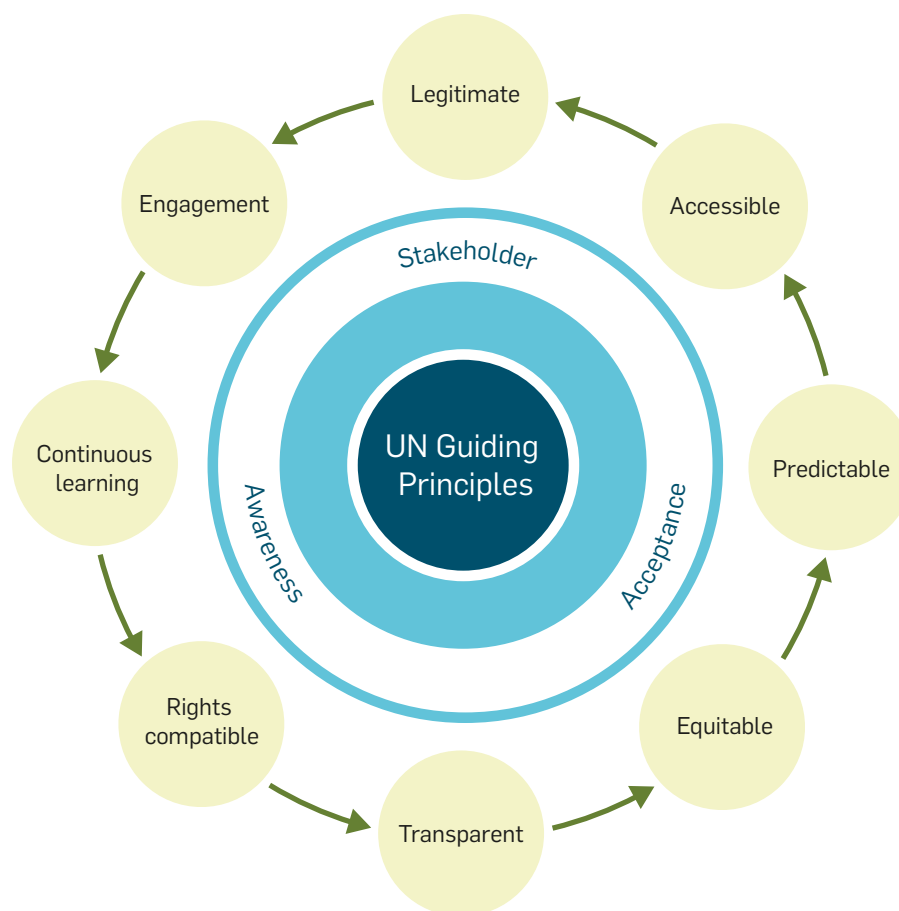 Legitimate
Engagement
Accessible
Stakeholder
UN Guiding
Principles
Continuous
learning
Predictable
Awareness
Acceptance
Rights
compatible
Equitable
Transparent